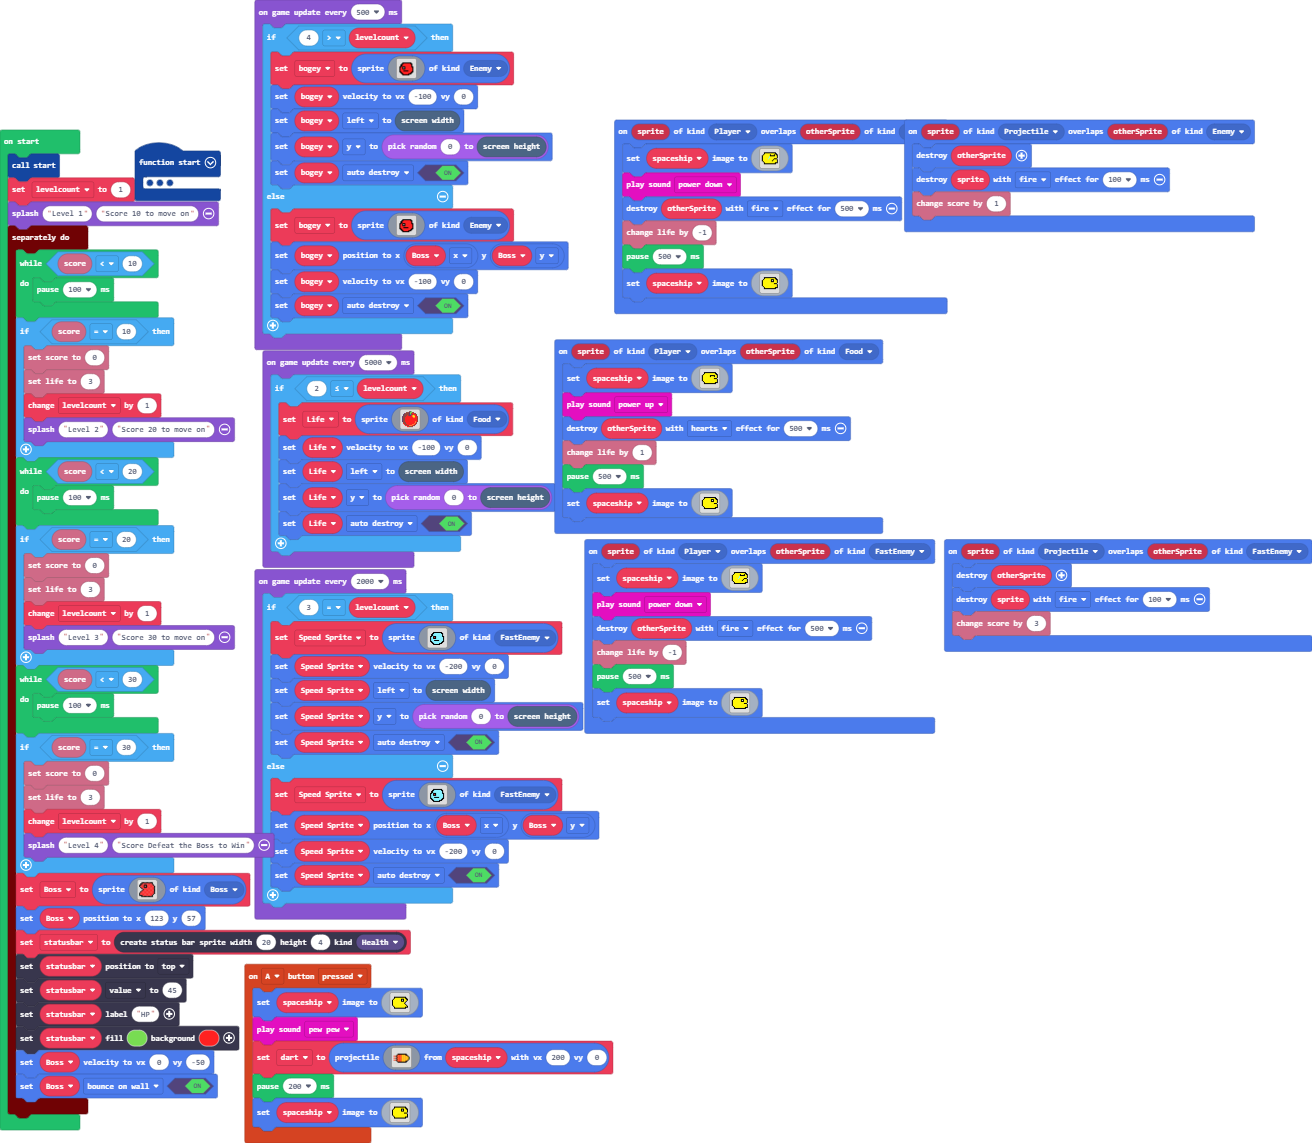 on start
call start
set levelcount to 1
splash "Level 1" "Score 10 to move on"
separately do
while score < 10
do pause 100 ms
if score = 10 then
set score to 0
set life to 3
change levelcount by 1
splash "Level 2" "Score 20 to move on"
while score < 20
do pause 100 ms
if score = 20 then
set score to 0
set life to 3
change levelcount by 1
splash "Level 3" "Score 30 to move on"
while score < 30
do pause 100 ms
if score = 30 then
set score to 0
set life to 3
change levelcount by 1
splash "Level 4" "Score Defeat the Boss to Win"
set Boss to sprite of kind Boss
set Boss position to x 123 y 57
set statusbar to create status bar sprite width 20 height 4 kind Health
set statusbar position to top
set statusbar value to 45
set statusbar label "HP"
set statusbar fill background
set Boss velocity to vx 0 vy -50
set Boss bounce on wall ON
function start
on game update every 500 ms
if 4 > levelcount then
set bogey to sprite of kind Enemy
set bogey velocity to vx -100 vy 0
set bogey left to screen width
set bogey y to pick random 0 to screen height
set bogey auto destroy ON
else
set bogey to sprite of kind Enemy
set bogey position to x Boss x y Boss y
set bogey velocity to vx -100 vy 0
set bogey auto destroy ON
on game update every 5000 ms
if 2 ≤ levelcount then
set Life to sprite of kind Food
set Life velocity to vx -100 vy 0
set Life left to screen width
set Life y to pick random 0 to screen height
set Life auto destroy ON
on game update every 2000 ms
if 3 = levelcount then
set Speed Sprite to sprite of kind FastEnemy
set Speed Sprite velocity to vx -200 vy 0
set Speed Sprite left to screen width
set Speed Sprite y to pick random 0 to screen height
set Speed Sprite auto destroy ON
else
set Speed Sprite to sprite of kind FastEnemy
set Speed Sprite position to x Boss x y Boss y
set Speed Sprite velocity to vx -200 vy 0
set Speed Sprite auto destroy ON
on A button pressed
set spaceship image to
play sound pew pew
set dart to projectile from spaceship with vx 200 vy 0
pause 200 ms
set spaceship image to
on sprite of kind Player overlaps otherSprite of kind
set spaceship image to
play sound power down
destroy otherSprite with fire effect for 500 ms
change life by -1
pause 500 ms
set spaceship image to
on sprite of kind Projectile overlaps otherSprite of kind Enemy
destroy otherSprite
destroy sprite with fire effect for 100 ms
change score by 1
on sprite of kind Player overlaps otherSprite of kind Food
set spaceship image to
play sound power up
destroy otherSprite with hearts effect for 500 ms
change life by 1
pause 500 ms
set spaceship image to
on sprite of kind Player overlaps otherSprite of kind FastEnemy
set spaceship image to
play sound power down
destroy otherSprite with fire effect for 500 ms
change life by -1
pause 500 ms
set spaceship image to
on sprite of kind Projectile overlaps otherSprite of kind FastEnemy
destroy otherSprite
destroy sprite with fire effect for 100 ms
change score by 3